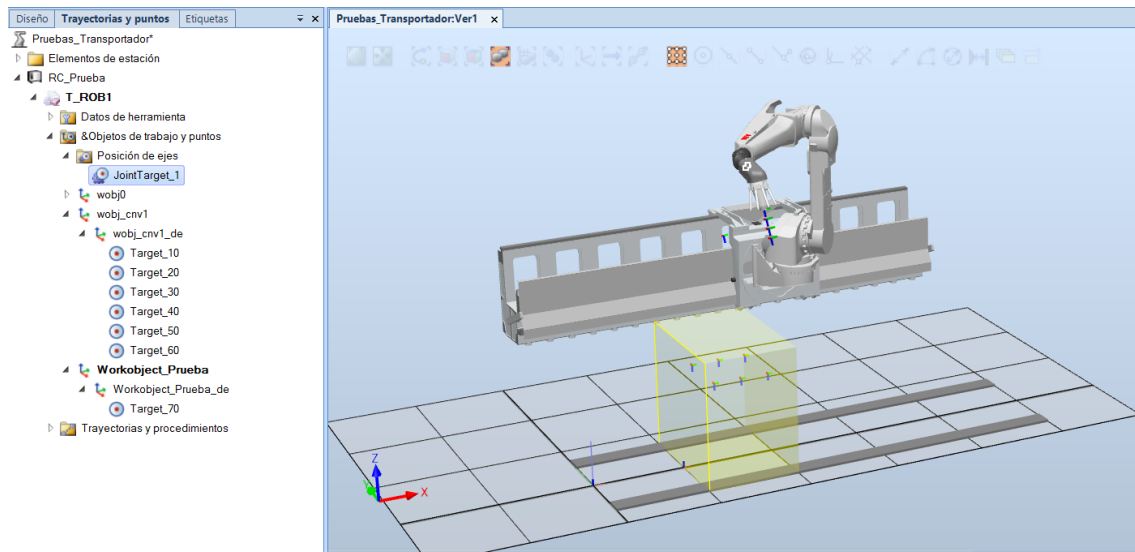 Diseño Trayectorias y puntos Etiquetas
Pruebas_Transportador*
Elementos de estación
RC_Prueba
T_ROB1
Datos de herramienta
&Objetos de trabajo y puntos
Posición de ejes
JointTarget_1
wobj0
wobj_cnv1
wobj_cnv1_de
Target_10
Target_20
Target_30
Target_40
Target_50
Target_60
Workobject_Prueba
Workobject_Prueba_de
Target_70
Trayectorias y procedimientos
Pruebas_Transportador:Ver1
Z
X